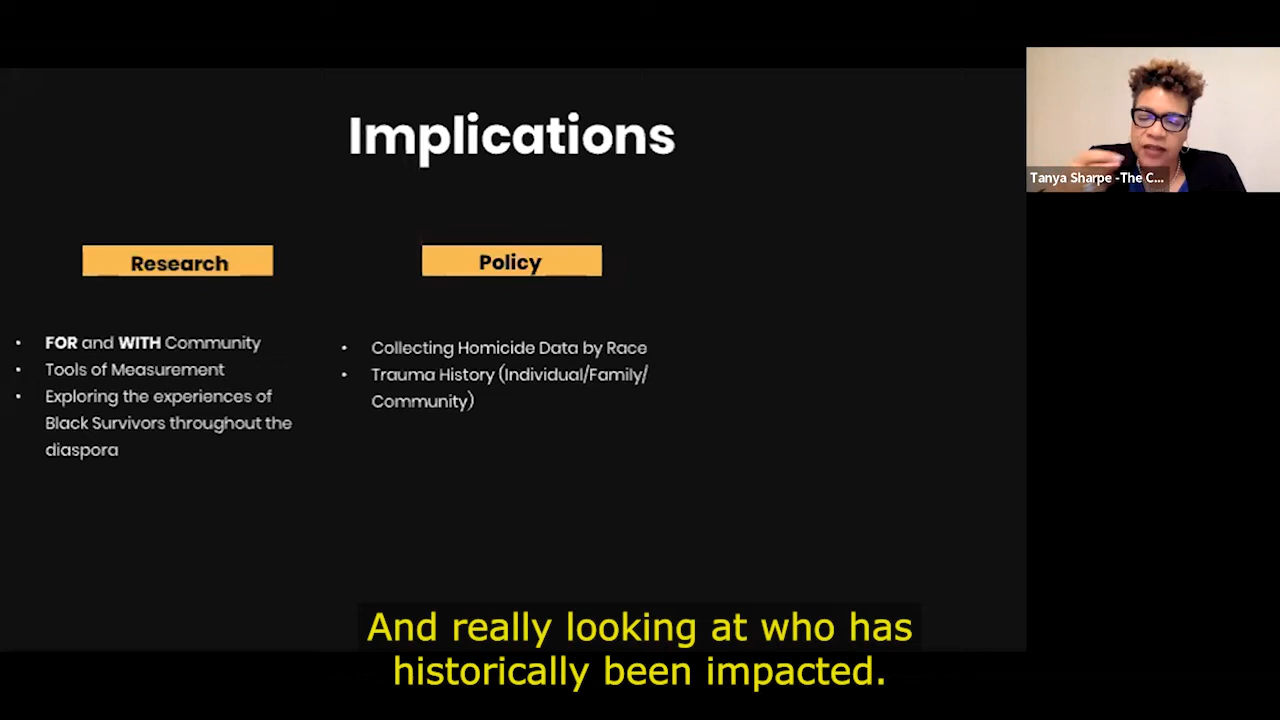 Implications
Tanya Sharpe -The C...
Research
Policy
• FOR and WITH Community
• Tools of Measurement
• Exploring the experiences of
Black Survivors throughout the
diaspora
• Collecting Homicide Data by Race
• Trauma History (Individual/Family/
Community)
And really looking at who has
historically been impacted.